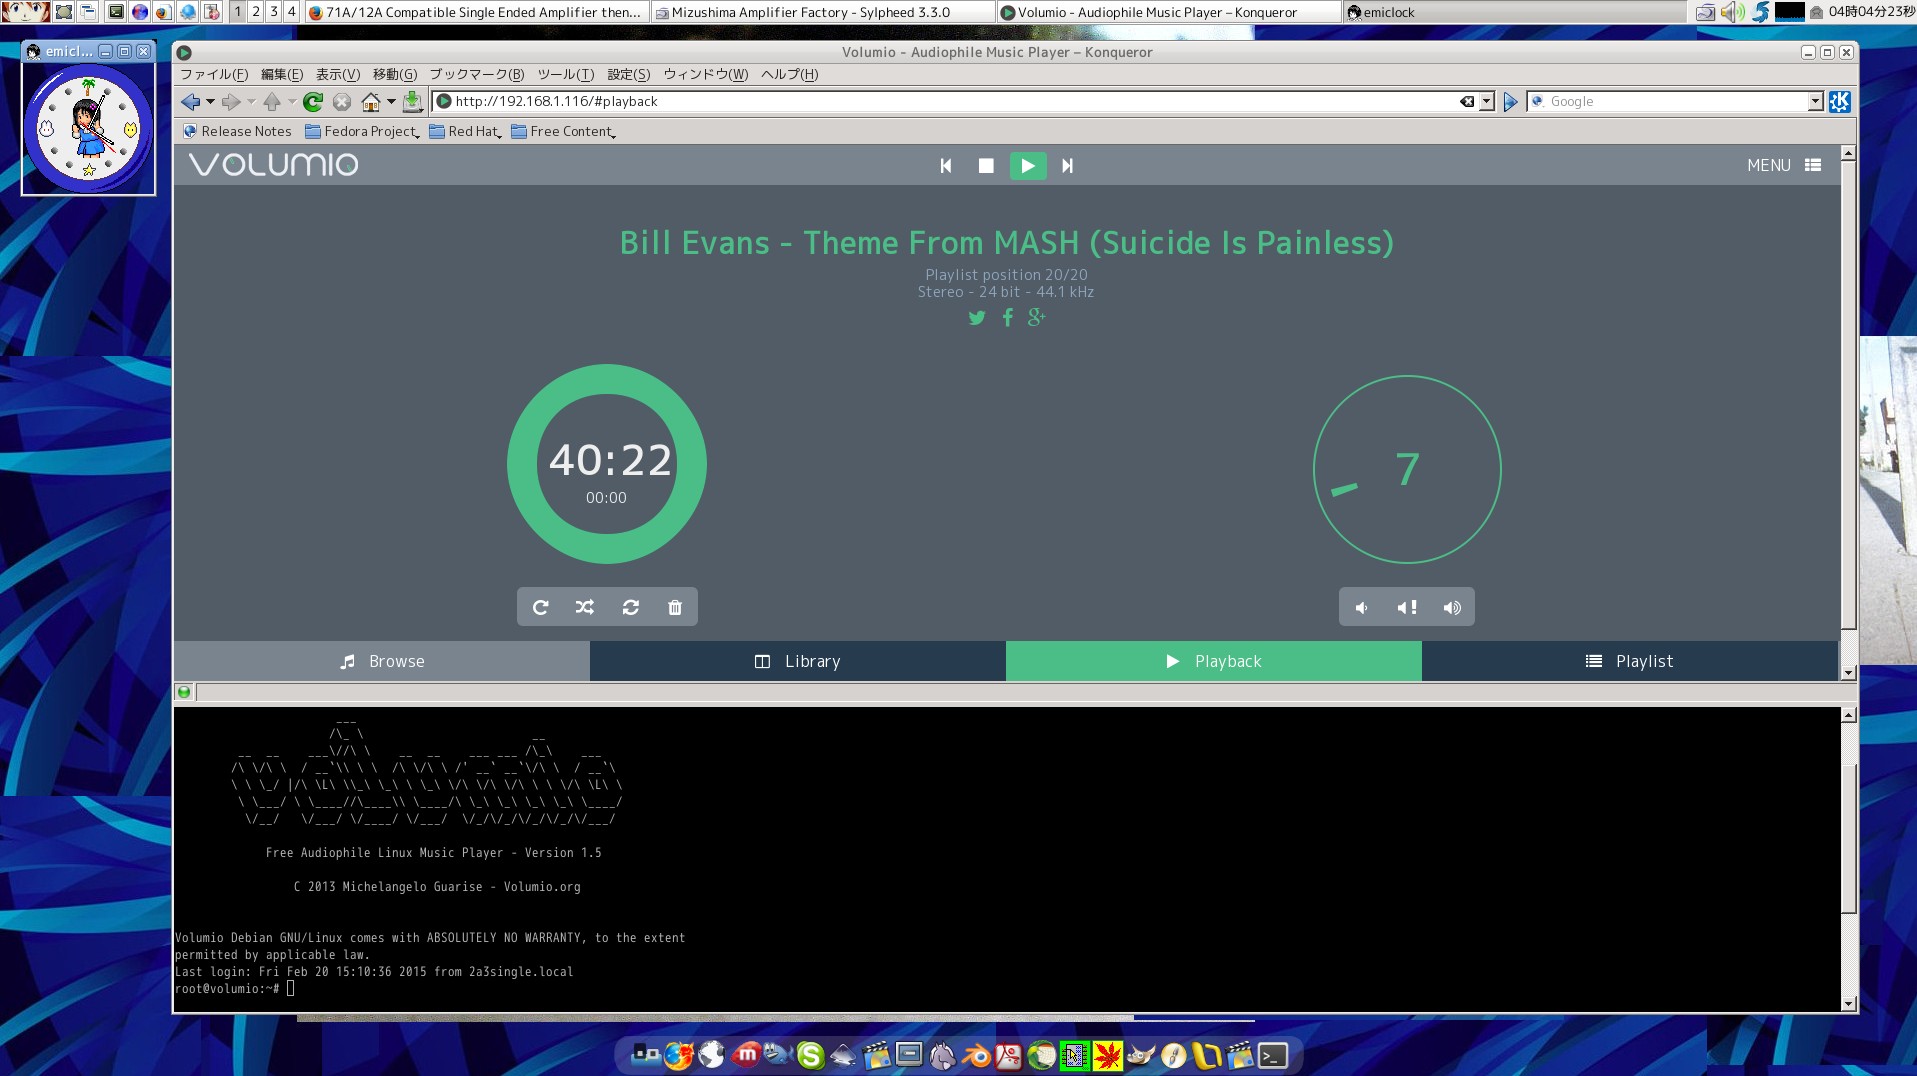 1 2 3 4
71A/12A Compatible Single Ended Amplifier then...
Mizushima Amplifier Factory - Sylpheed 3.3.0
Volumio - Audiophile Music Player – Konqueror
emiclock
04時04分23秒
emicl...
Volumio - Audiophile Music Player – Konqueror
ファイル(F) 編集(E) 表示(V) 移動(G) ブックマーク(B) ツール(T) 設定(S) ウィンドウ(W) ヘルプ(H)
http://192.168.1.116/#playback
Google
Release Notes Fedora Project Red Hat Free Content
VOLUMIO
MENU
Bill Evans - Theme From MASH (Suicide Is Painless)
Playlist position 20/20
Stereo - 24 bit - 44.1 kHz
40:22
00:00
7
Browse Library Playback Playlist
volumio
Free Audiophile Linux Music Player - Version 1.5
C 2013 Michelangelo Guarise - Volumio.org
Volumio Debian GNU/Linux comes with ABSOLUTELY NO WARRANTY, to the extent
permitted by applicable law.
Last login: Fri Feb 20 15:10:36 2015 from 2a3single.local
root@volumio:~#